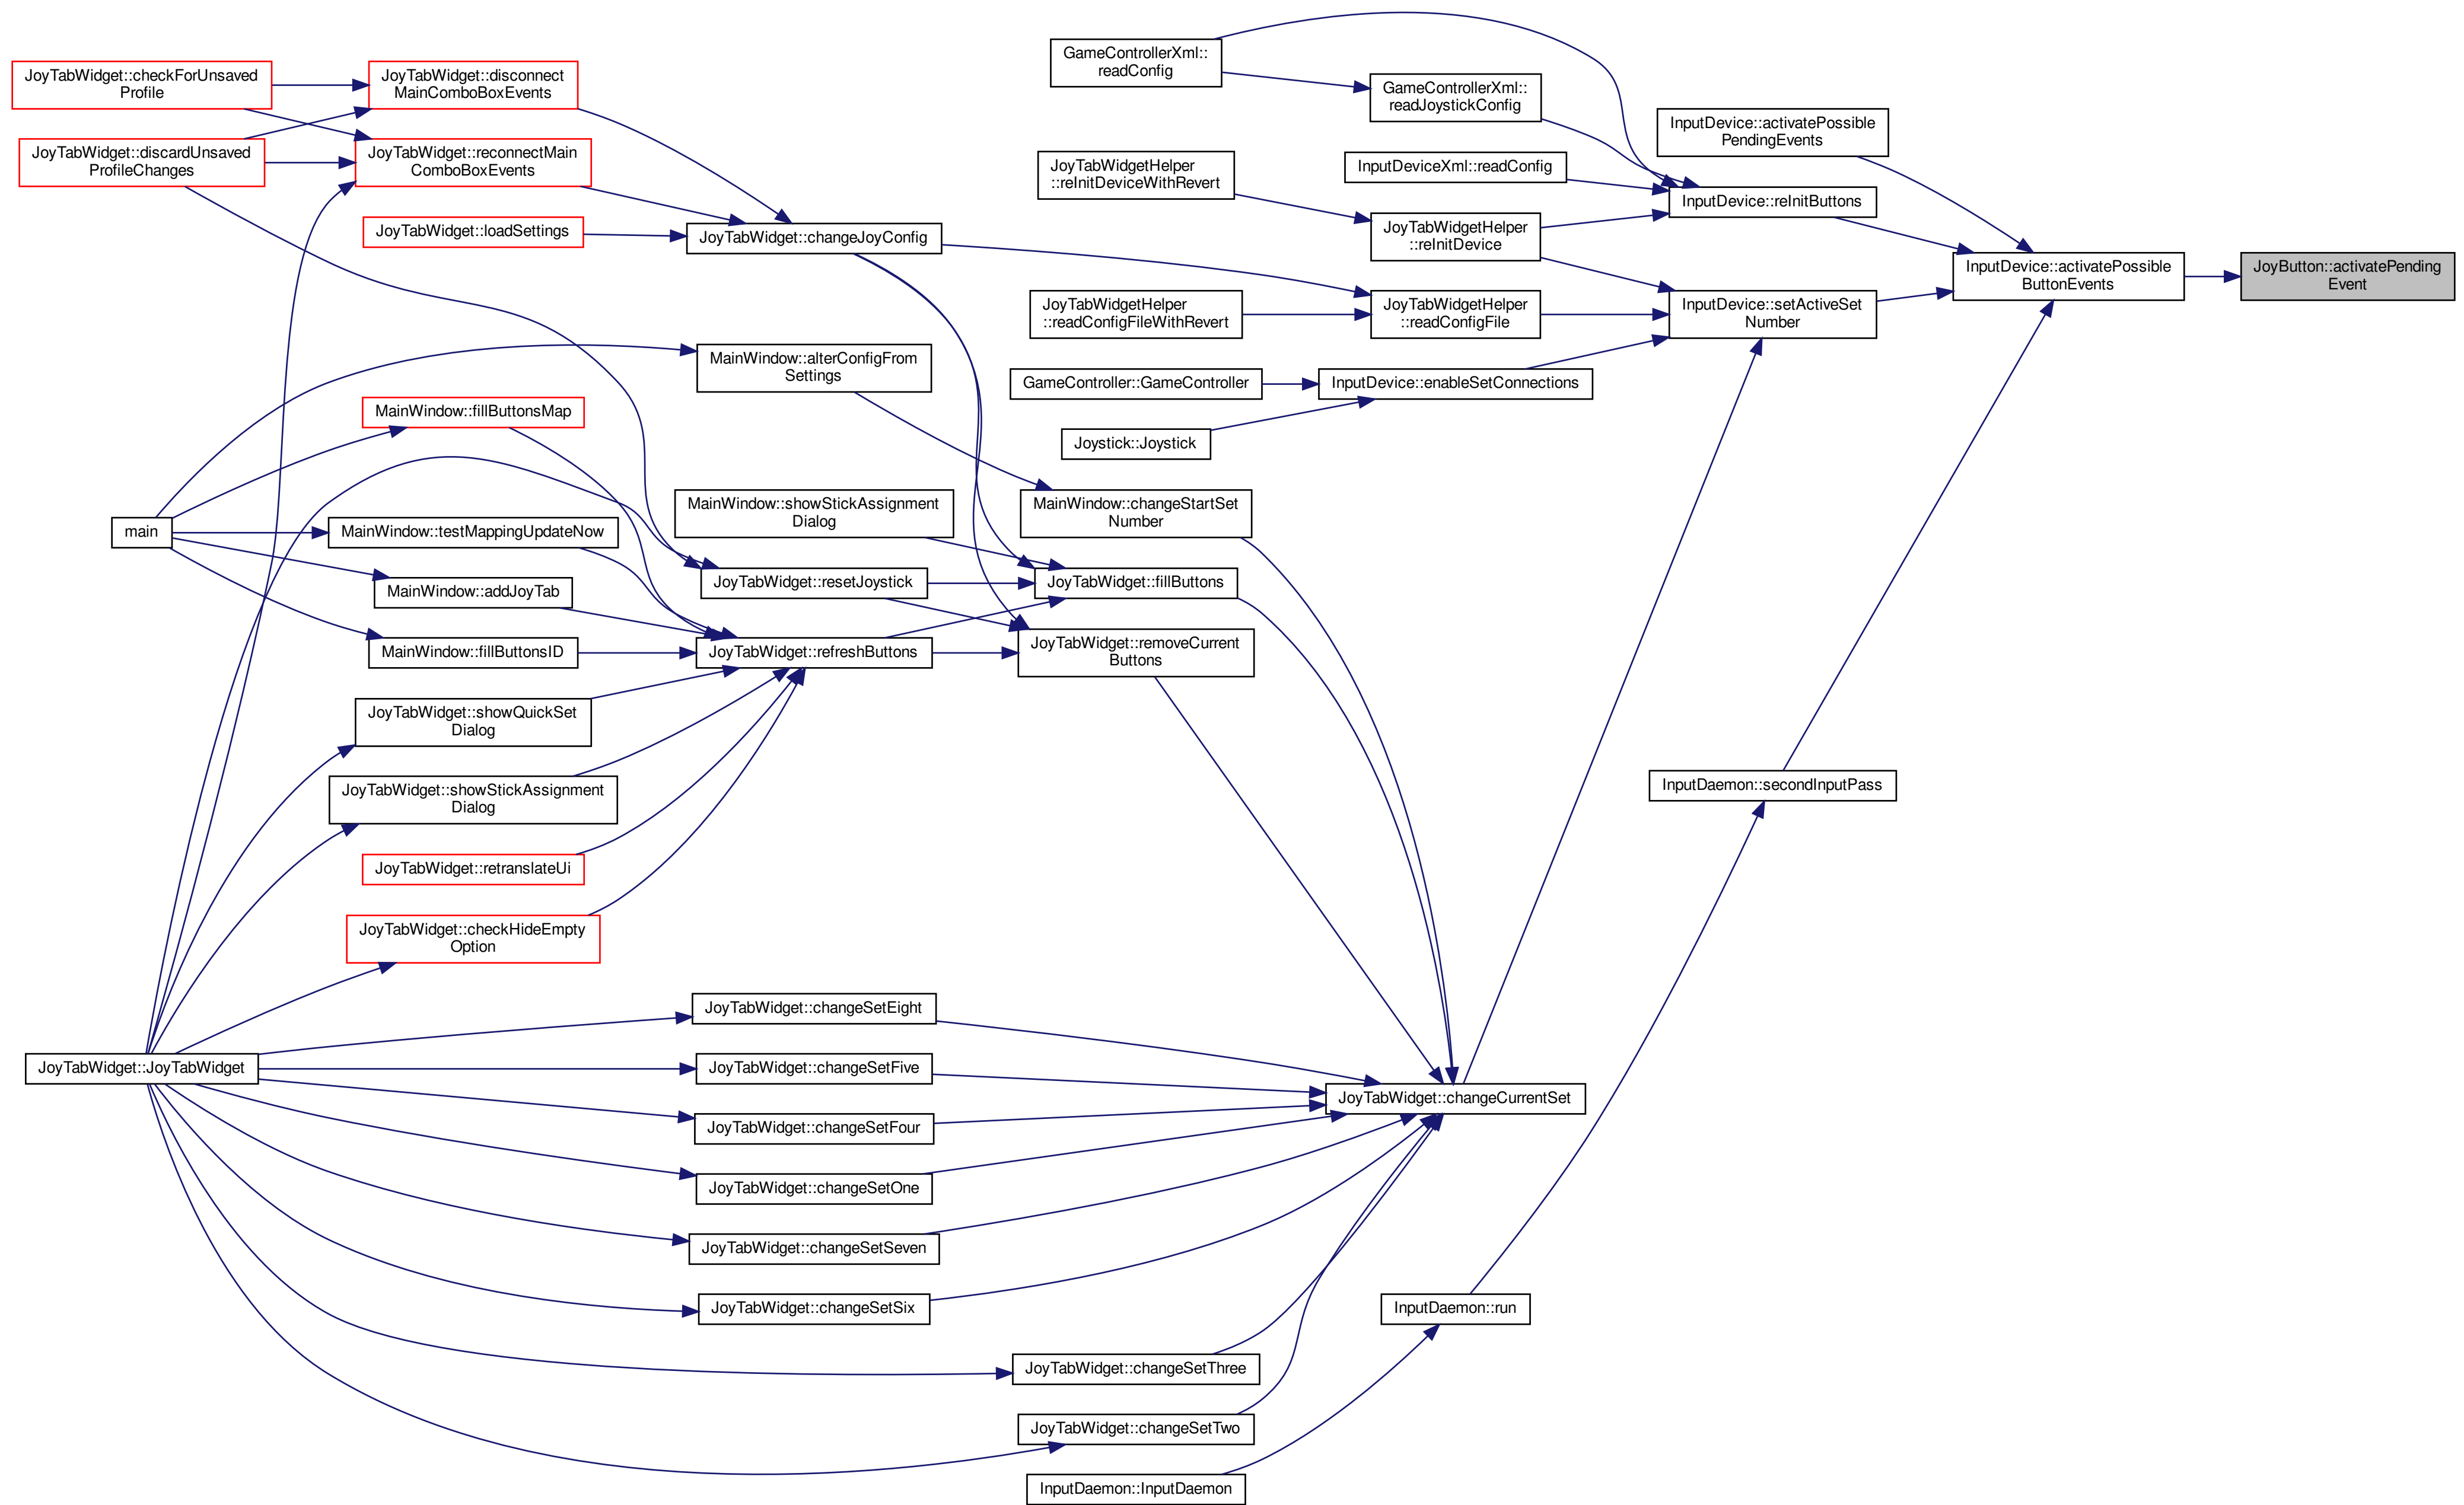 GameControllerXml::
readConfig
JoyTabWidget::checkForUnsaved
Profile
JoyTabWidget::disconnect
MainComboBoxEvents
GameControllerXml::
readJoystickConfig
InputDevice::activatePossible
PendingEvents
JoyTabWidget::discardUnsaved
ProfileChanges
JoyTabWidget::reconnectMain
ComboBoxEvents
JoyTabWidgetHelper
::reInitDeviceWithRevert
InputDeviceXml::readConfig
InputDevice::reInitButtons
JoyTabWidget::loadSettings
JoyTabWidget::changeJoyConfig
JoyTabWidgetHelper
::reInitDevice
InputDevice::activatePossible
ButtonEvents
JoyButton::activatePending
Event
JoyTabWidgetHelper
::readConfigFileWithRevert
JoyTabWidgetHelper
::readConfigFile
InputDevice::setActiveSet
Number
MainWindow::alterConfigFrom
Settings
GameController::GameController
InputDevice::enableSetConnections
MainWindow::fillButtonsMap
Joystick::Joystick
MainWindow::showStickAssignment
Dialog
MainWindow::changeStartSet
Number
main
MainWindow::testMappingUpdateNow
MainWindow::addJoyTab
JoyTabWidget::resetJoystick
JoyTabWidget::fillButtons
MainWindow::fillButtonsID
JoyTabWidget::refreshButtons
JoyTabWidget::removeCurrent
Buttons
JoyTabWidget::showQuickSet
Dialog
JoyTabWidget::showStickAssignment
Dialog
InputDaemon::secondInputPass
JoyTabWidget::retranslateUi
JoyTabWidget::checkHideEmpty
Option
JoyTabWidget::changeSetEight
JoyTabWidget::JoyTabWidget
JoyTabWidget::changeSetFive
JoyTabWidget::changeCurrentSet
JoyTabWidget::changeSetFour
JoyTabWidget::changeSetOne
JoyTabWidget::changeSetSeven
JoyTabWidget::changeSetSix
InputDaemon::run
JoyTabWidget::changeSetThree
JoyTabWidget::changeSetTwo
InputDaemon::InputDaemon